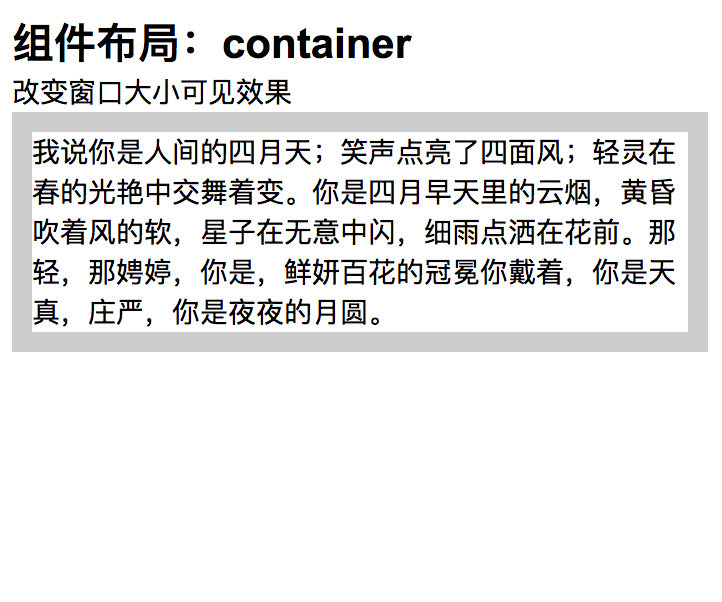 组件布局：container
改变窗口大小可见效果
我说你是人间的四月天；笑声点亮了四面风；轻灵在
春的光艳中交舞着变。你是四月早天里的云烟，黄昏
吹着风的软，星子在无意中闪，细雨点洒在花前。那
轻，那娉婷，你是，鲜妍百花的冠冕你戴着，你是天
真，庄严，你是夜夜的月圆。